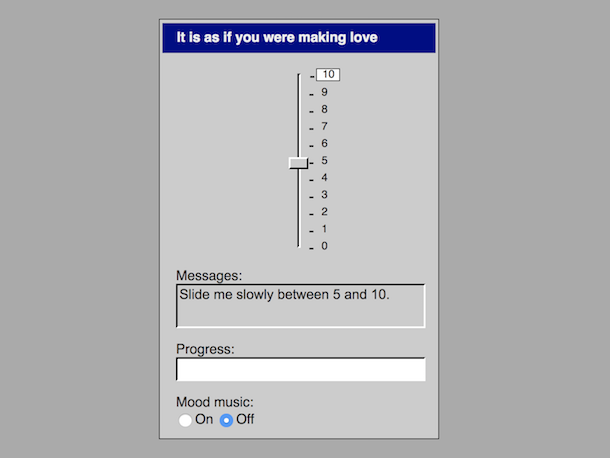 It is as if you were making love
10
9
8
7
6
5
4
3
2
1
0
Messages:
Slide me slowly between 5 and 10.
Progress:
Mood music:
On Off